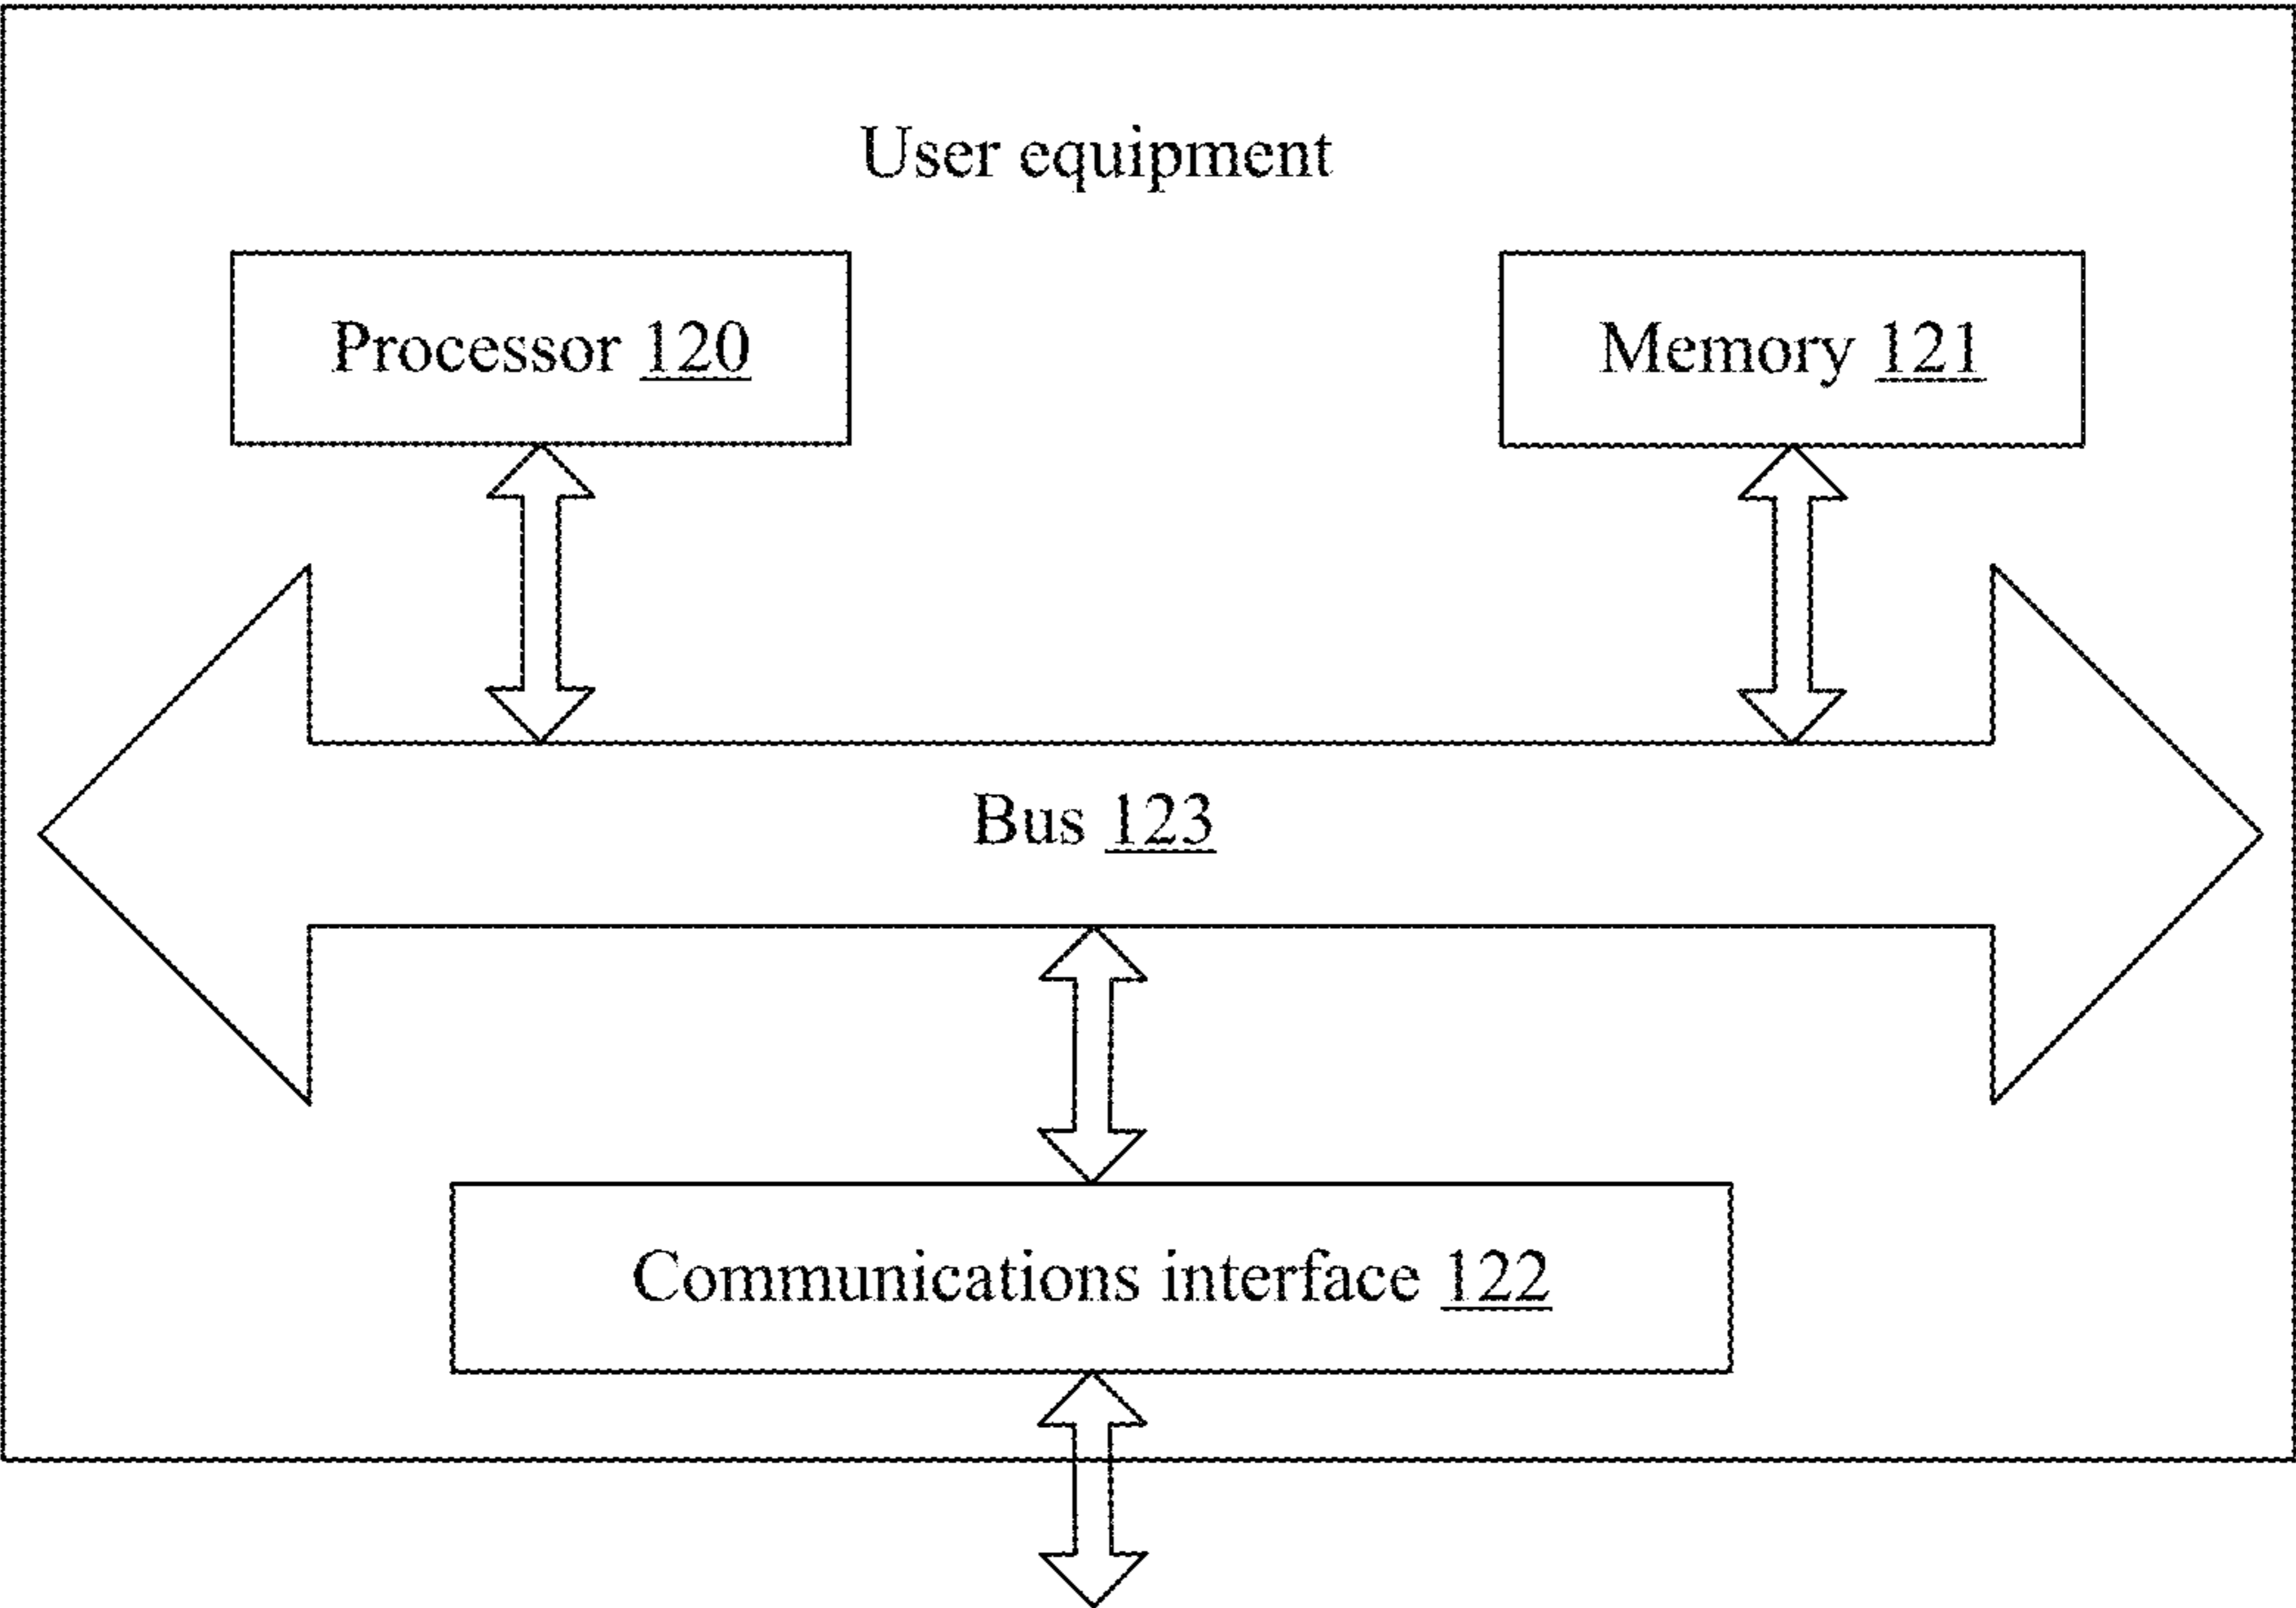 User equipment
Processor 120
Memory 121
Bus 123
Communications interface 122